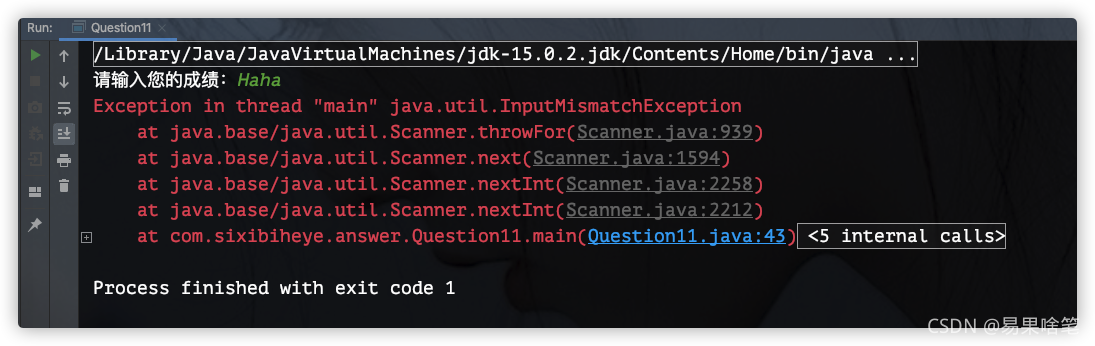 Run: Question11
/Library/Java/JavaVirtualMachines/jdk-15.0.2.jdk/Contents/Home/bin/java ...
请输入您的成绩：Haha
Exception in thread "main" java.util.InputMismatchException
at java.base/java.util.Scanner.throwFor(Scanner.java:939)
at java.base/java.util.Scanner.next(Scanner.java:1594)
at java.base/java.util.Scanner.nextInt(Scanner.java:2258)
at java.base/java.util.Scanner.nextInt(Scanner.java:2212)
at com.sixibiheye.answer.Question11.main(Question11.java:43) <5 internal calls>
Process finished with exit code 1
CSDN @易果啥笔